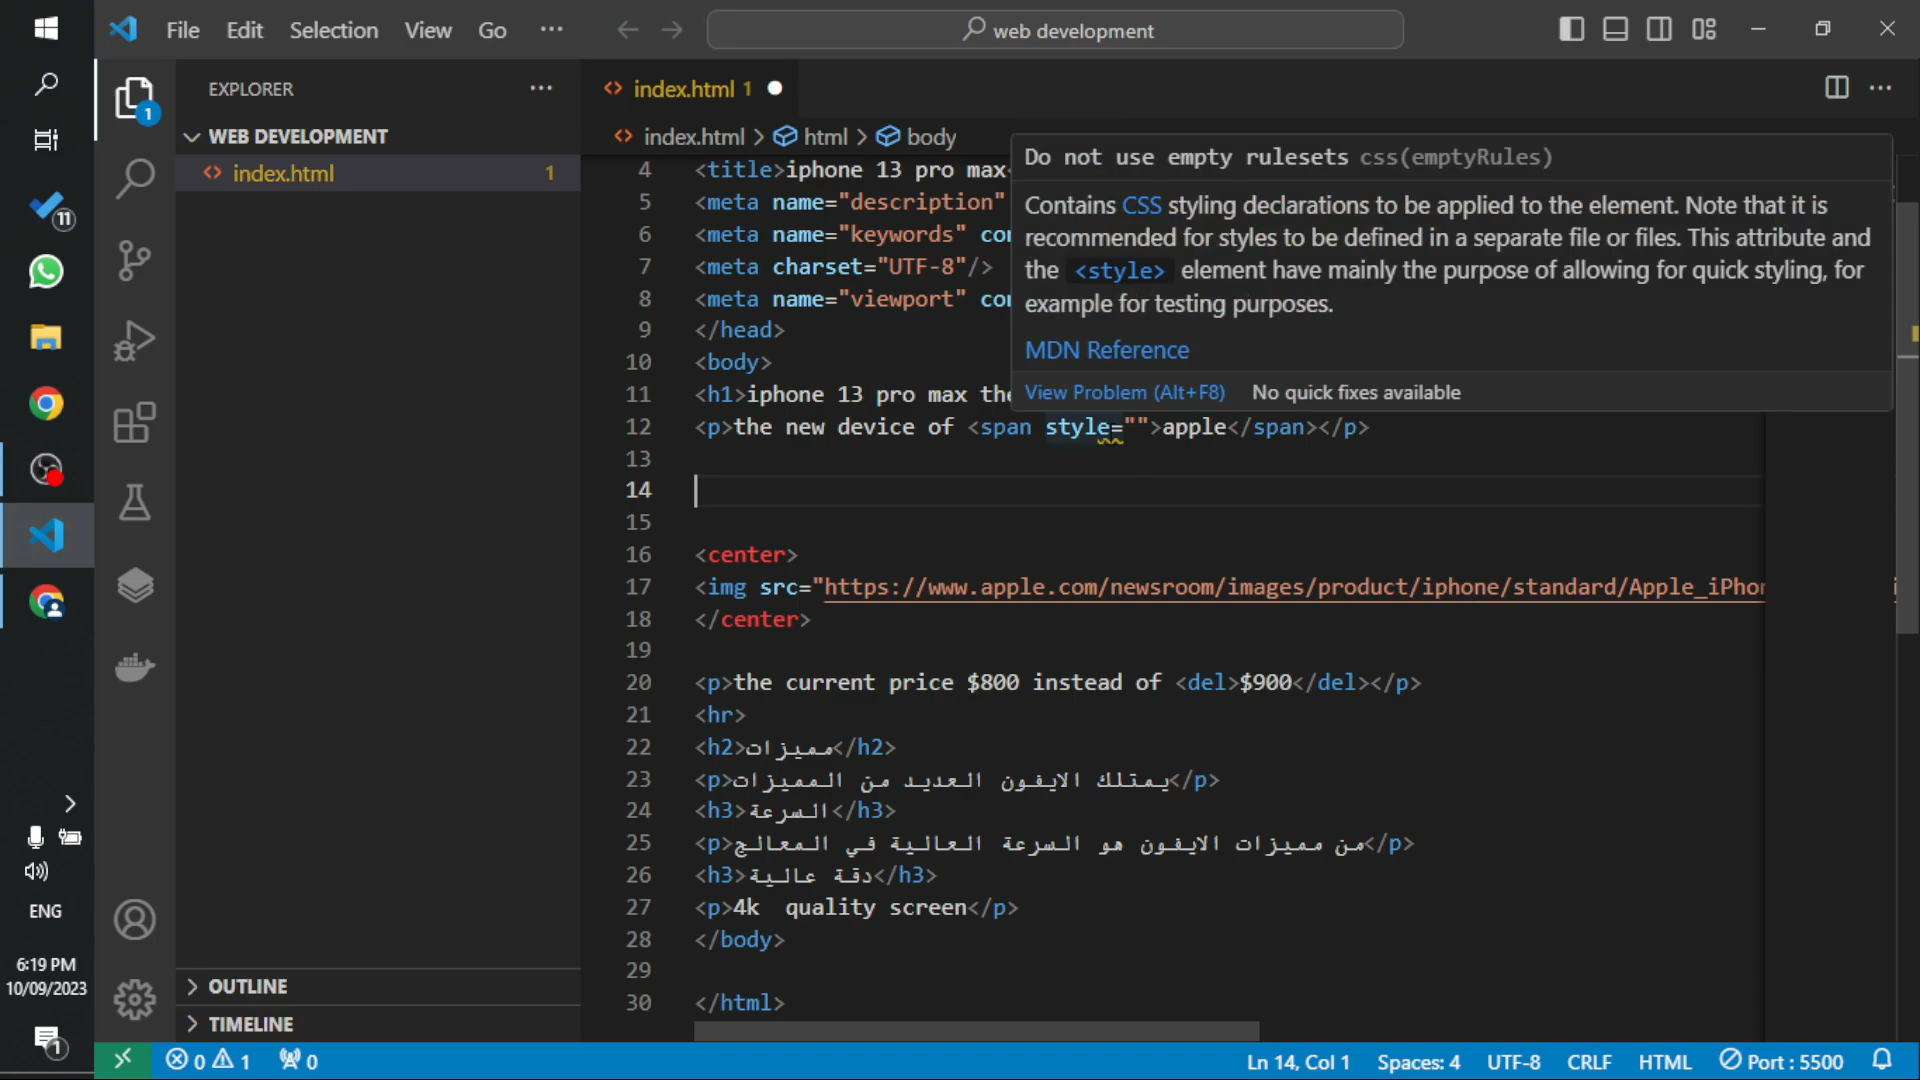 File Edit Selection View Go ···
web development
EXPLORER ···
WEB DEVELOPMENT
index.html 1
OUTLINE
TIMELINE
index.html 1
index.html > html > body
4 <title>iphone 13 pro max
5 <meta name="description"
6 <meta name="keywords" con
7 <meta charset="UTF-8"/>
8 <meta name="viewport" con
9 </head>
10 <body>
11 <h1>iphone 13 pro max the
12 <p>the new device of <span style="">apple</span></p>
13
14
15
16 <center>
17 <img src="https://www.apple.com/newsroom/images/product/iphone/standard/Apple_iPhon
18 </center>
19
20 <p>the current price $800 instead of <del>$900</del></p>
21 <hr>
22 <h2>مميزات</h2>
23 <p>يمتلك الايفون العديد من المميزات</p>
24 <h3>السرعة</h3>
25 <p>من مميزات الايفون هو السرعة العالية في المعالج</p>
26 <h3>دقة عالية</h3>
27 <p>4k  quality screen</p>
28 </body>
29
30 </html>
Do not use empty rulesets css(emptyRules)
Contains CSS styling declarations to be applied to the element. Note that it is
recommended for styles to be defined in a separate file or files. This attribute and
the <style> element have mainly the purpose of allowing for quick styling, for
example for testing purposes.
MDN Reference
View Problem (Alt+F8) No quick fixes available
11
1
ENG
6:19 PM
10/09/2023
1
0 1 0
Ln 14, Col 1 Spaces: 4 UTF-8 CRLF HTML Port : 5500